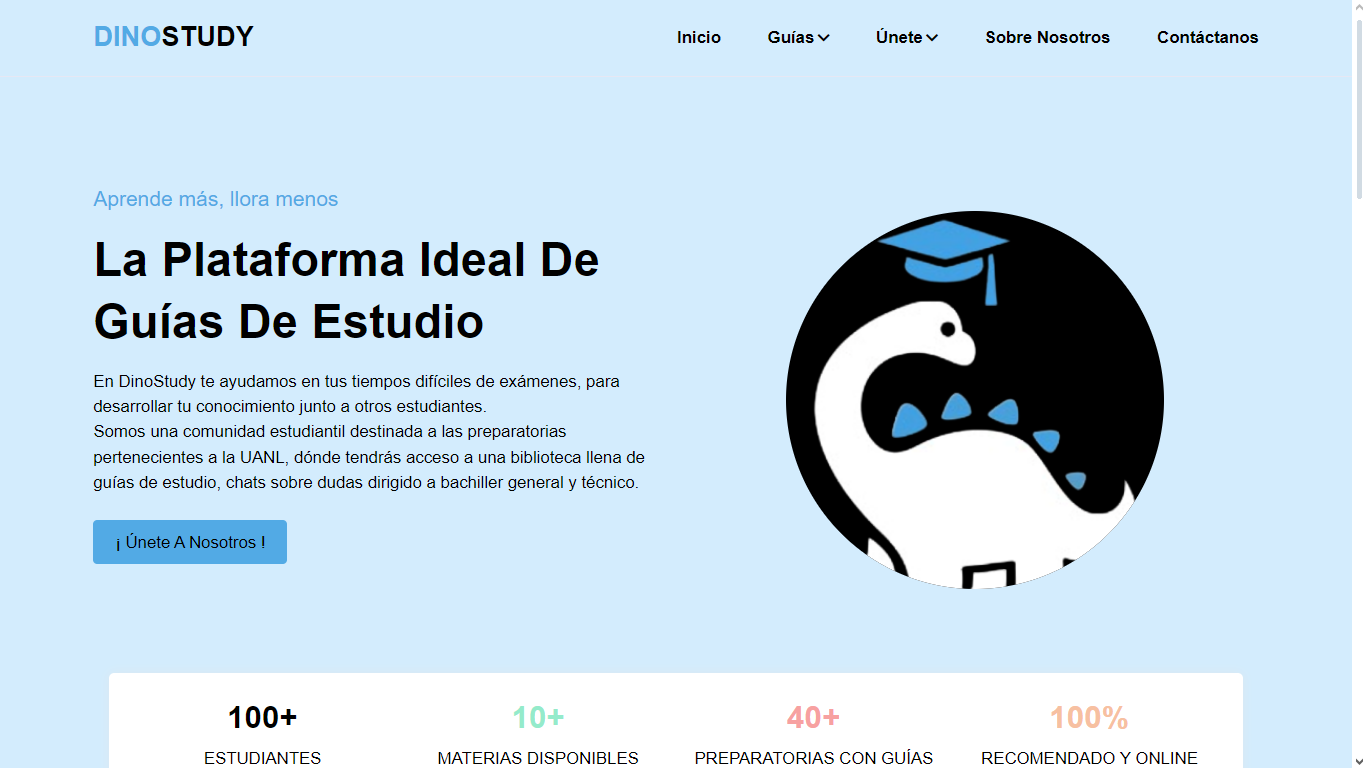 DINOSTUDY
Inicio Guías Únete Sobre Nosotros Contáctanos
Aprende más, llora menos
La Plataforma Ideal De
Guías De Estudio
En DinoStudy te ayudamos en tus tiempos difíciles de exámenes, para
desarrollar tu conocimiento junto a otros estudiantes.
Somos una comunidad estudiantil destinada a las preparatorias
pertenecientes a la UANL, dónde tendrás acceso a una biblioteca llena de
guías de estudio, chats sobre dudas dirigido a bachiller general y técnico.
¡ Únete A Nosotros !
100+ 10+ 40+ 100%
ESTUDIANTES MATERIAS DISPONIBLES PREPARATORIAS CON GUÍAS RECOMENDADO Y ONLINE